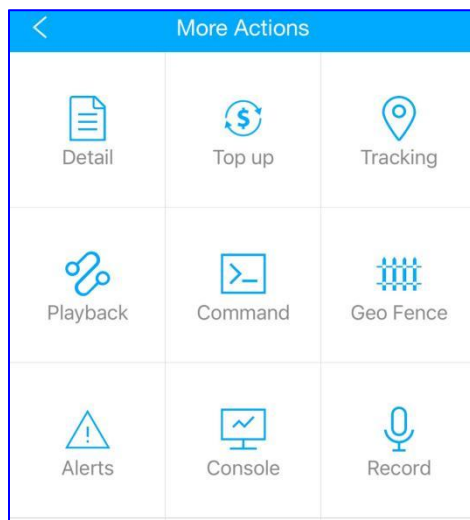 More Actions
Detail
Top up
Tracking
Playback
Command
Geo Fence
Alerts
Console
Record